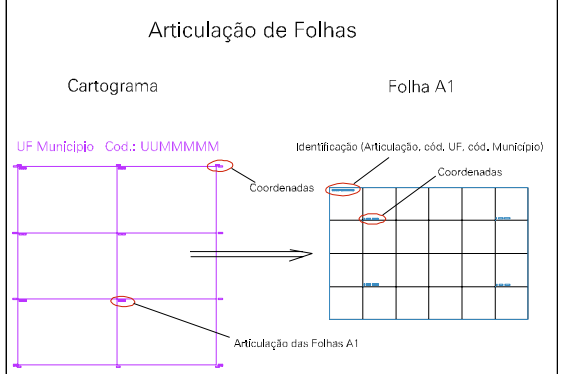 Articulação de Folhas
Cartograma
Folha A1
UF Municipio Cod.: UUMMMMM
Identificação (Articulação, cód. UF, cód. Município)
Coordenadas
Coordenadas
Articulação das Folhas A1